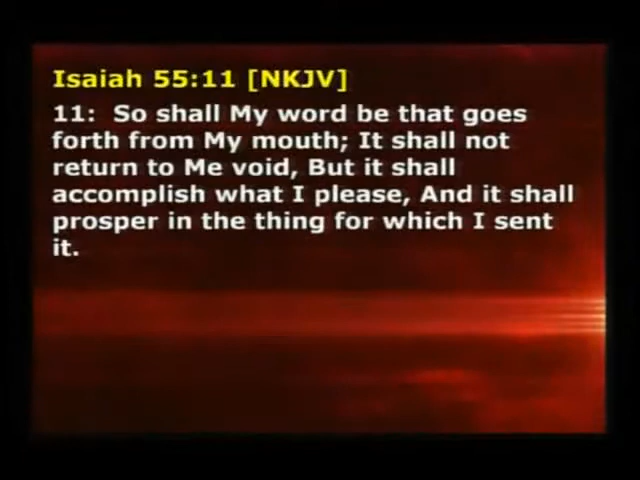 Isaiah 55:11 [NKJV]
11:  So shall My word be that goes
forth from My mouth; It shall not
return to Me void, But it shall
accomplish what I please, And it shall
prosper in the thing for which I sent
it.